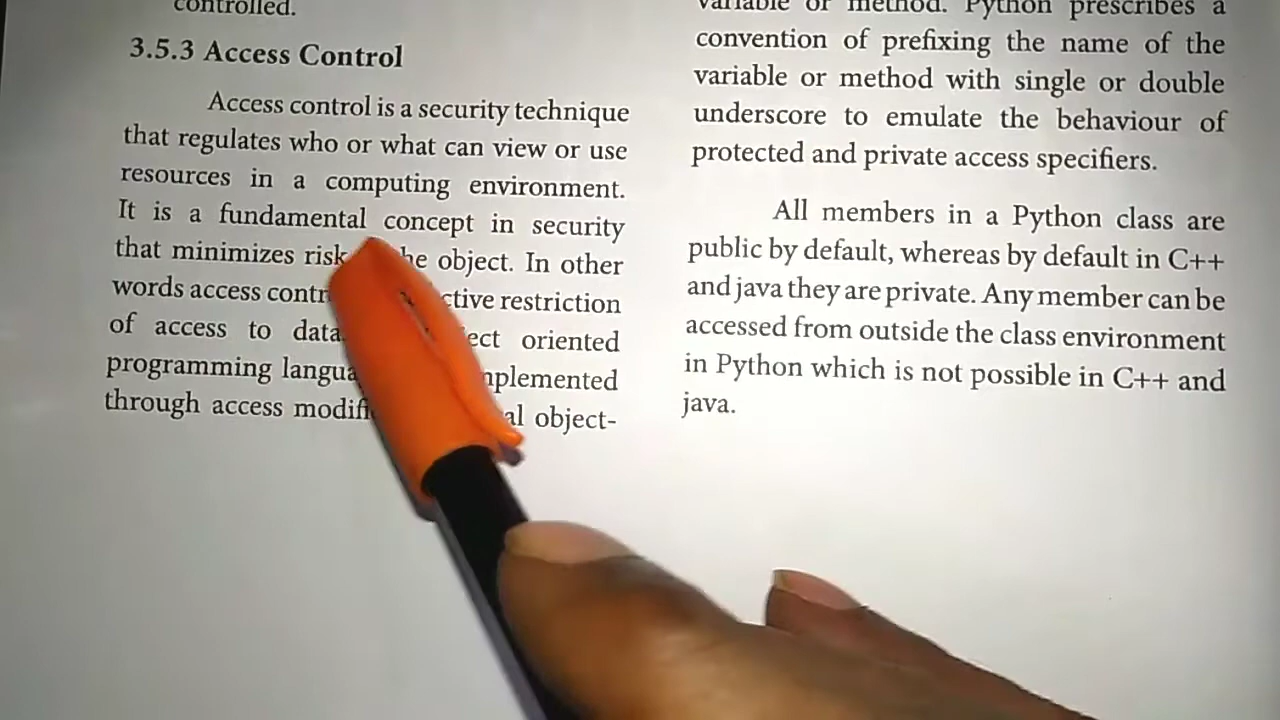 controlled.
3.5.3 Access Control
Access control is a security technique
that regulates who or what can view or use
resources in a computing environment.
It is a fundamental concept in security
that minimizes risk he object. In other
words access contr ctive restriction
of access to data ect oriented
programming langua mplemented
through access modifi al object-
variable or method. Python prescribes a
convention of prefixing the name of the
variable or method with single or double
underscore to emulate the behaviour of
protected and private access specifiers.
All members in a Python class are
public by default, whereas by default in C++
and java they are private. Any member can be
accessed from outside the class environment
in Python which is not possible in C++ and
java.